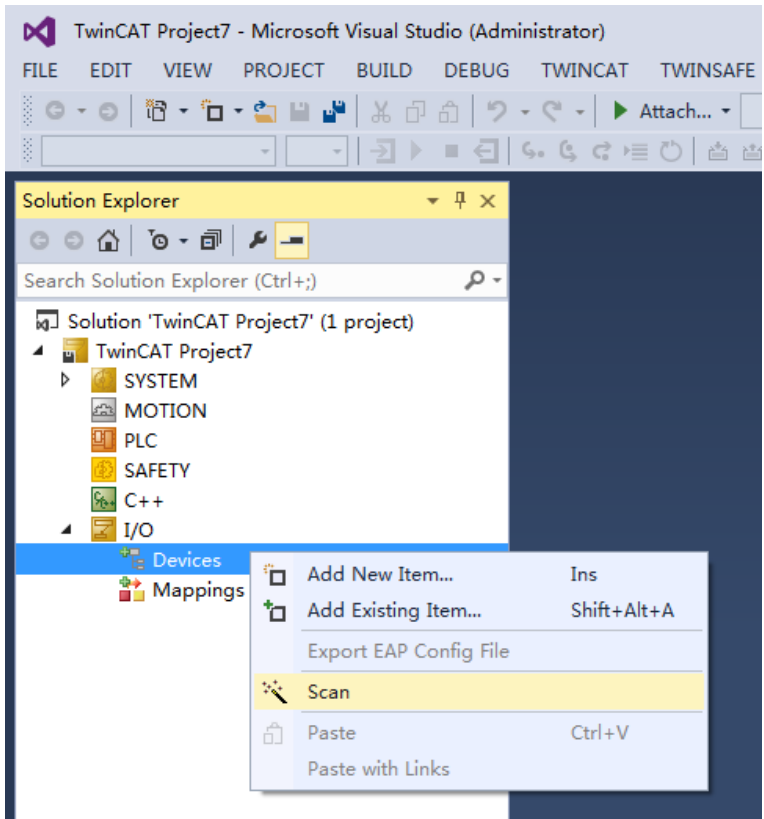 TwinCAT Project7 - Microsoft Visual Studio (Administrator)
FILE EDIT VIEW PROJECT BUILD DEBUG TWINCAT TWINSAFE
Attach...
Solution Explorer
Search Solution Explorer (Ctrl+;)
Solution 'TwinCAT Project7' (1 project)
TwinCAT Project7
SYSTEM
MOTION
PLC
SAFETY
C++
I/O
Devices
Mappings
Add New Item... Ins
Add Existing Item... Shift+Alt+A
Export EAP Config File
Scan
Paste Ctrl+V
Paste with Links